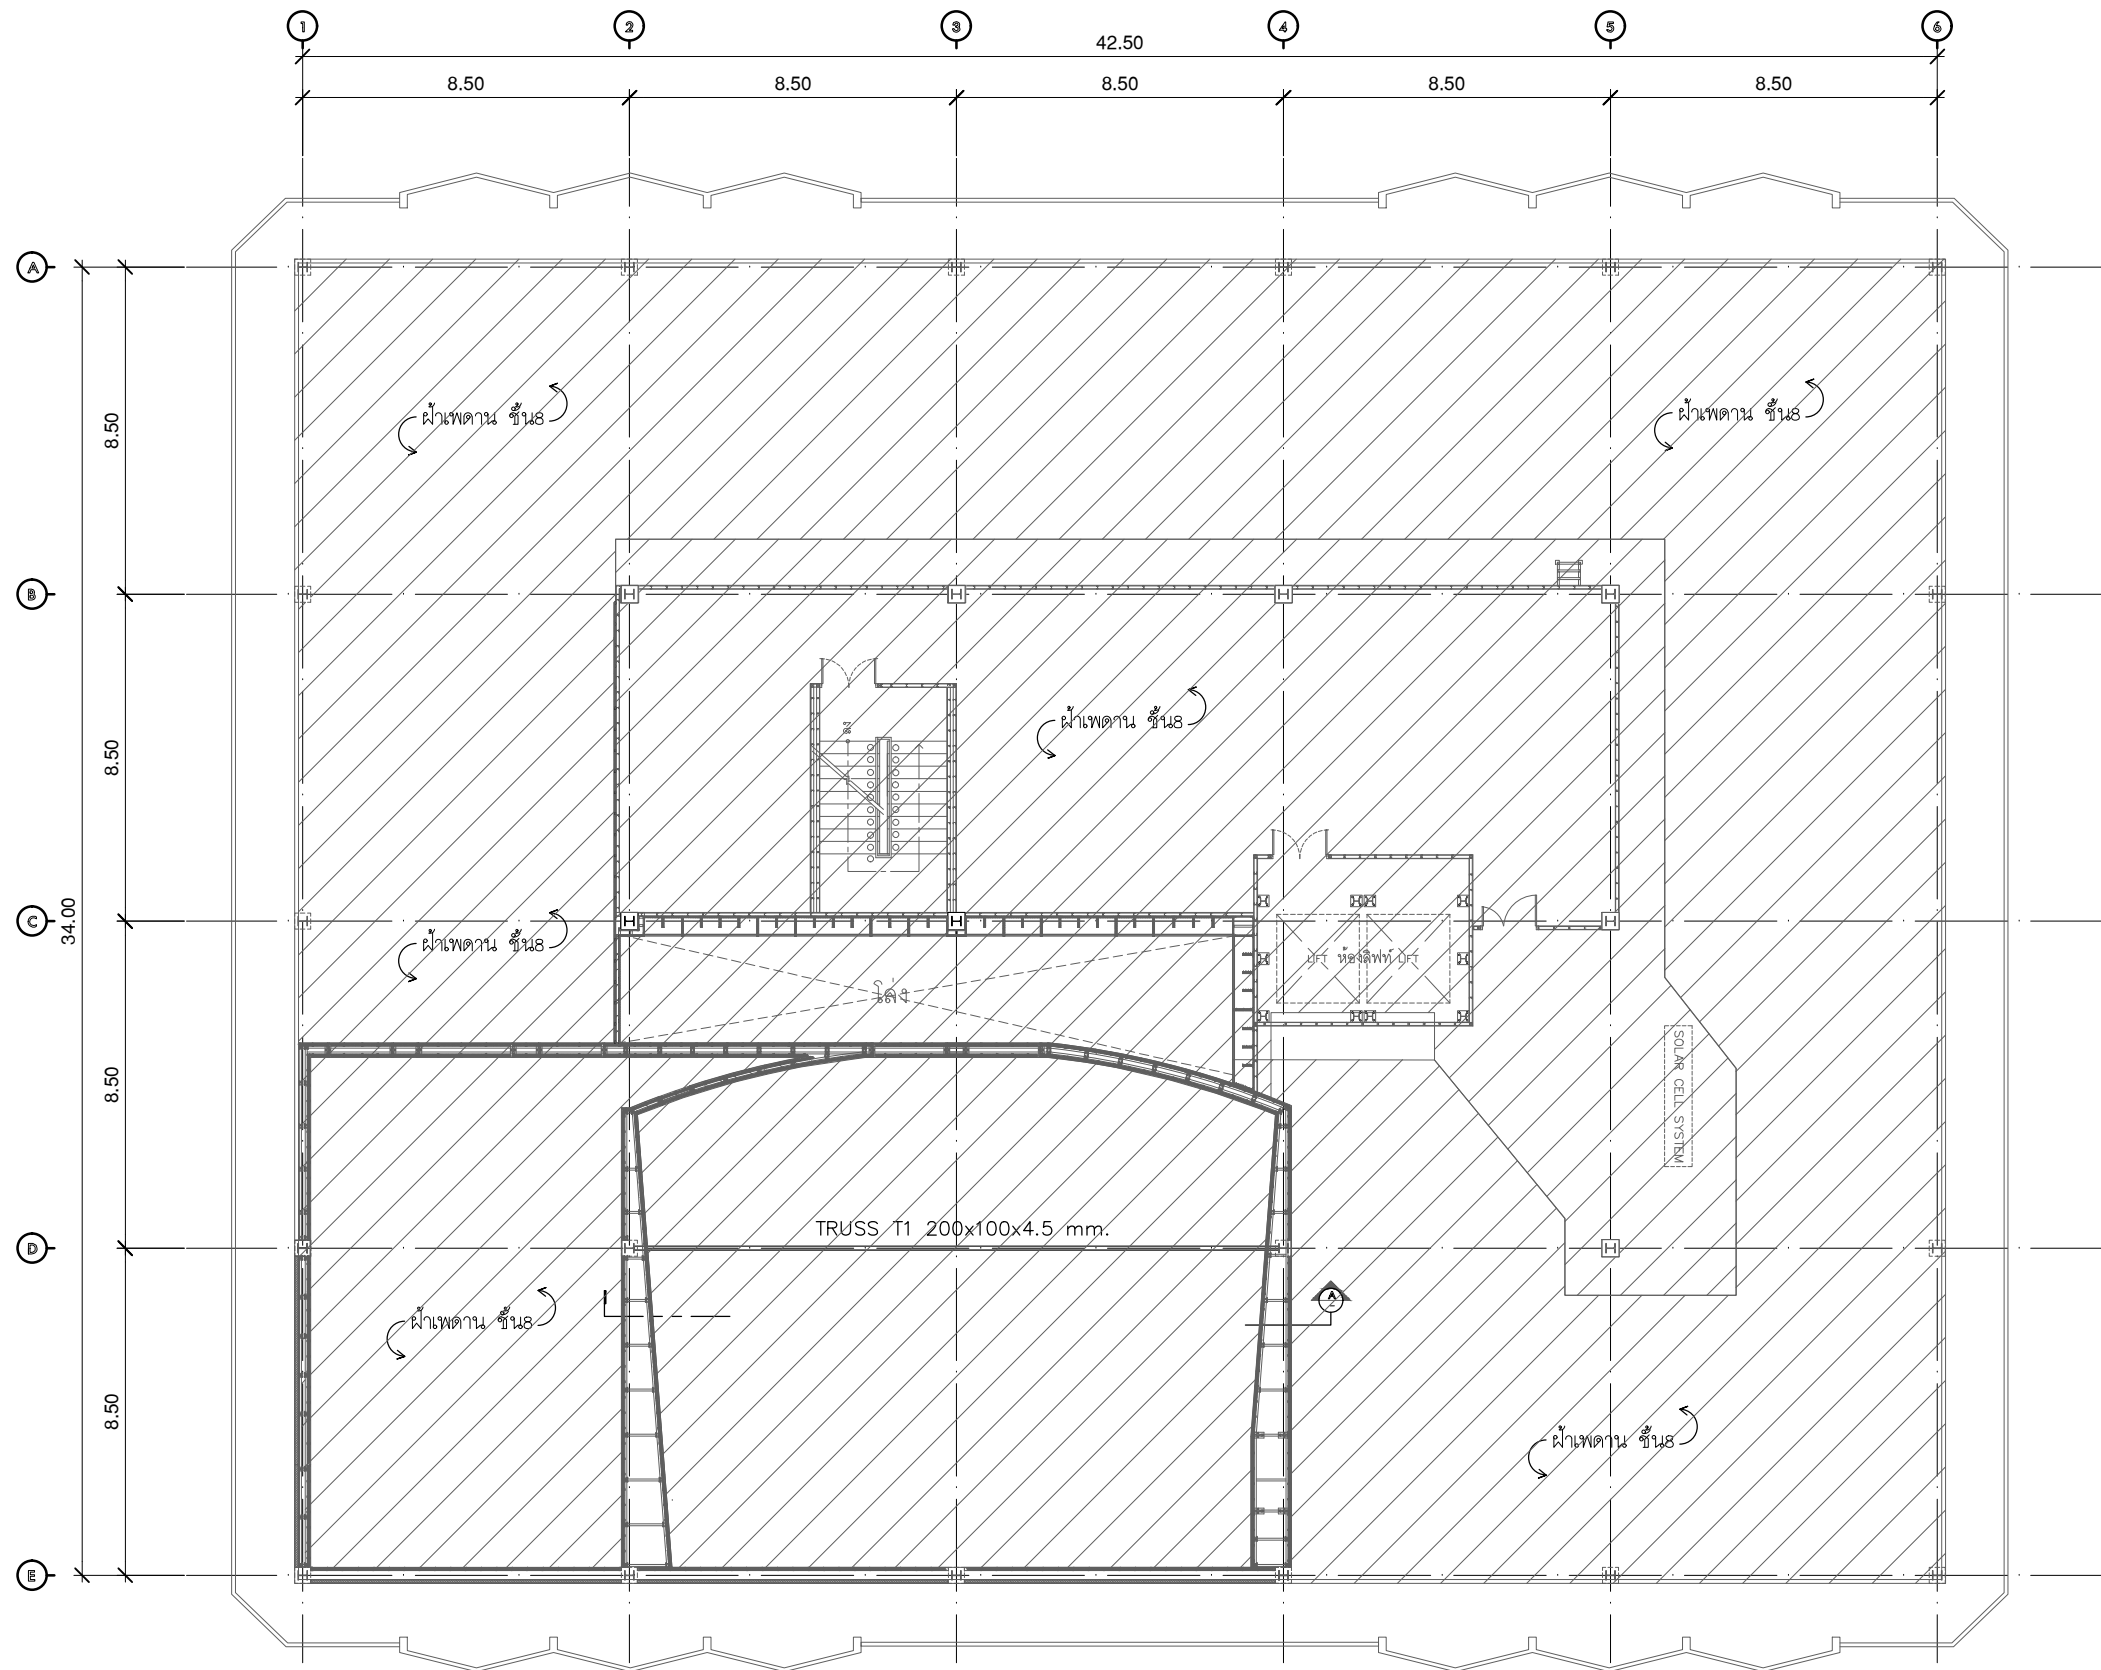 1 2 3 4 5 6
42.50
8.50 8.50 8.50 8.50 8.50
A
ฝ้าเพดาน ชั้น8
ฝ้าเพดาน ชั้น8
8.50
B
ฝ้าเพดาน ชั้น8
ลง
8.50
34.00
C
ฝ้าเพดาน ชั้น8
LIFT ห้องลิฟท์ LIFT
โล่ง
SOLAR CELL SYSTEM
8.50
TRUSS T1 200x100x4.5 mm.
D
A
ฝ้าเพดาน ชั้น8
8.50
ฝ้าเพดาน ชั้น8
E